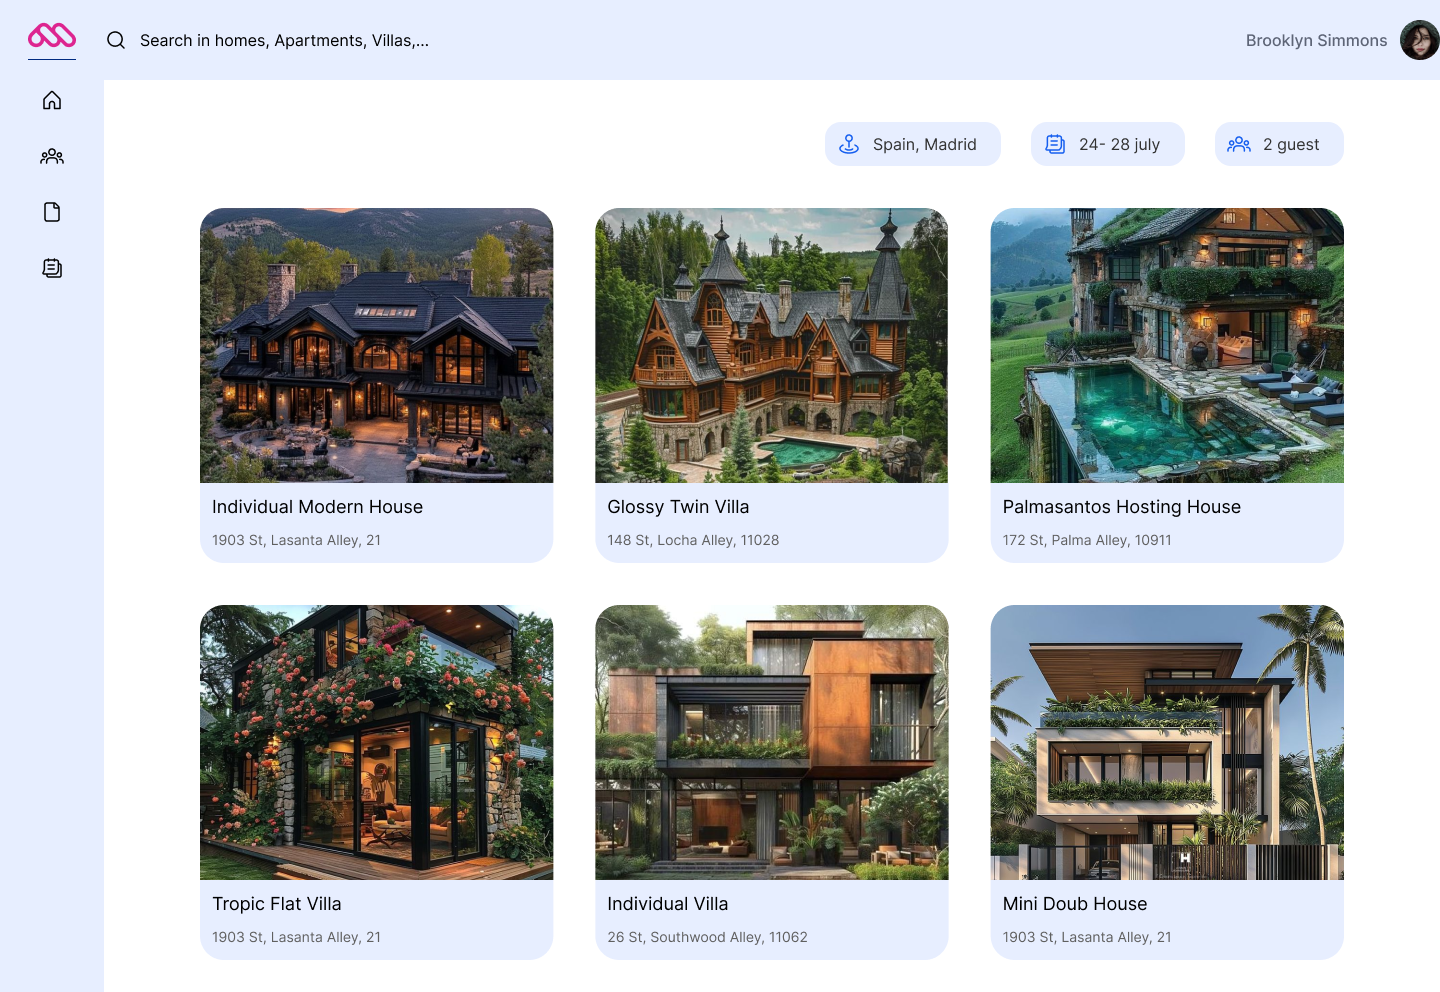 Search in homes, Apartments, Villas,...
Brooklyn Simmons
Spain, Madrid
24- 28 july
2 guest
Individual Modern House
1903 St, Lasanta Alley, 21
Glossy Twin Villa
148 St, Locha Alley, 11028
Palmasantos Hosting House
172 St, Palma Alley, 10911
Tropic Flat Villa
1903 St, Lasanta Alley, 21
Individual Villa
26 St, Southwood Alley, 11062
H
Mini Doub House
1903 St, Lasanta Alley, 21